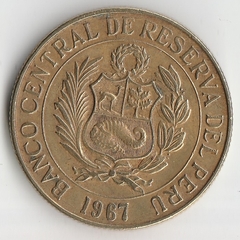 BANCO CENTRAL DE RESERVA DEL PERU
1967